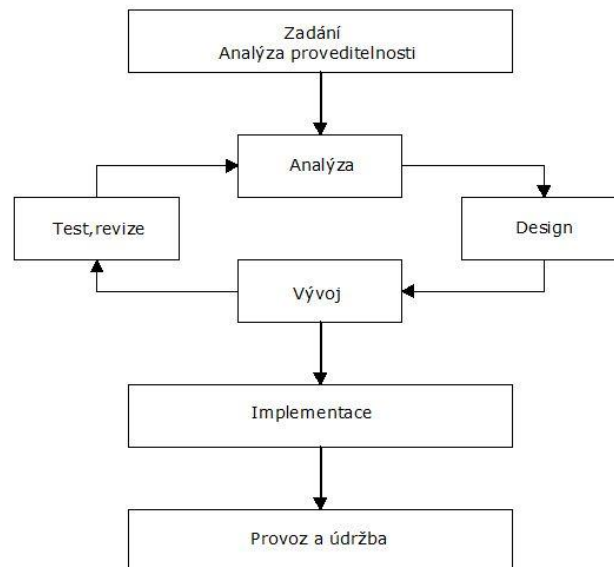 Zadání
Analýza proveditelnosti
Analýza
Test,revize
Design
Vývoj
Implementace
Provoz a údržba